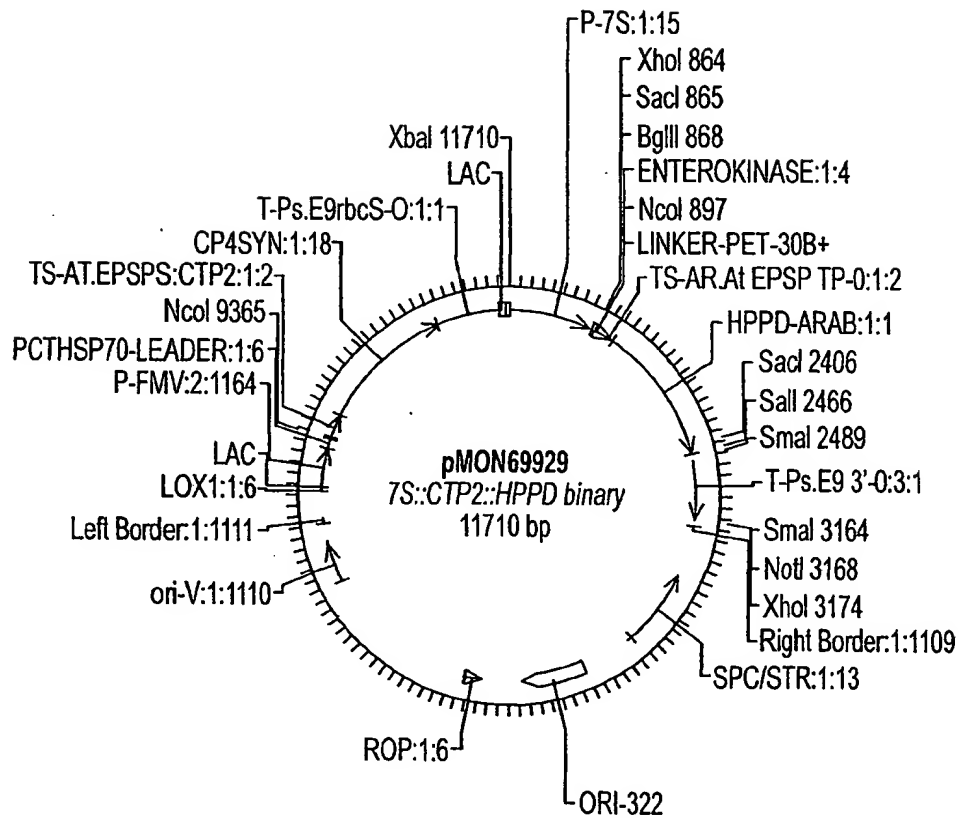 P-7S:1:15
XhoI 864
SacI 865
BglII 868
ENTEROKINASE:1:4
NcoI 897
LINKER-PET-30B+
TS-AR.At EPSP TP-0:1:2
HPPD-ARAB:1:1
SacI 2406
SalI 2466
SmaI 2489
T-Ps.E9 3'-0:3:1
SmaI 3164
NotI 3168
XhoI 3174
Right Border:1:1109
SPC/STR:1:13
ORI-322
ROP:1:6
ori-V:1:1110
Left Border:1:1111
LOX1:1:6
LAC
P-FMV:2:1164
PCTHSP70-LEADER:1:6
NcoI 9365
TS-AT.EPSPS:CTP2:1:2
CP4SYN:1:18
T-Ps.E9rbcS-O:1:1
LAC
XbaI 11710
pMON69929
7S::CTP2::HPPD binary
11710 bp